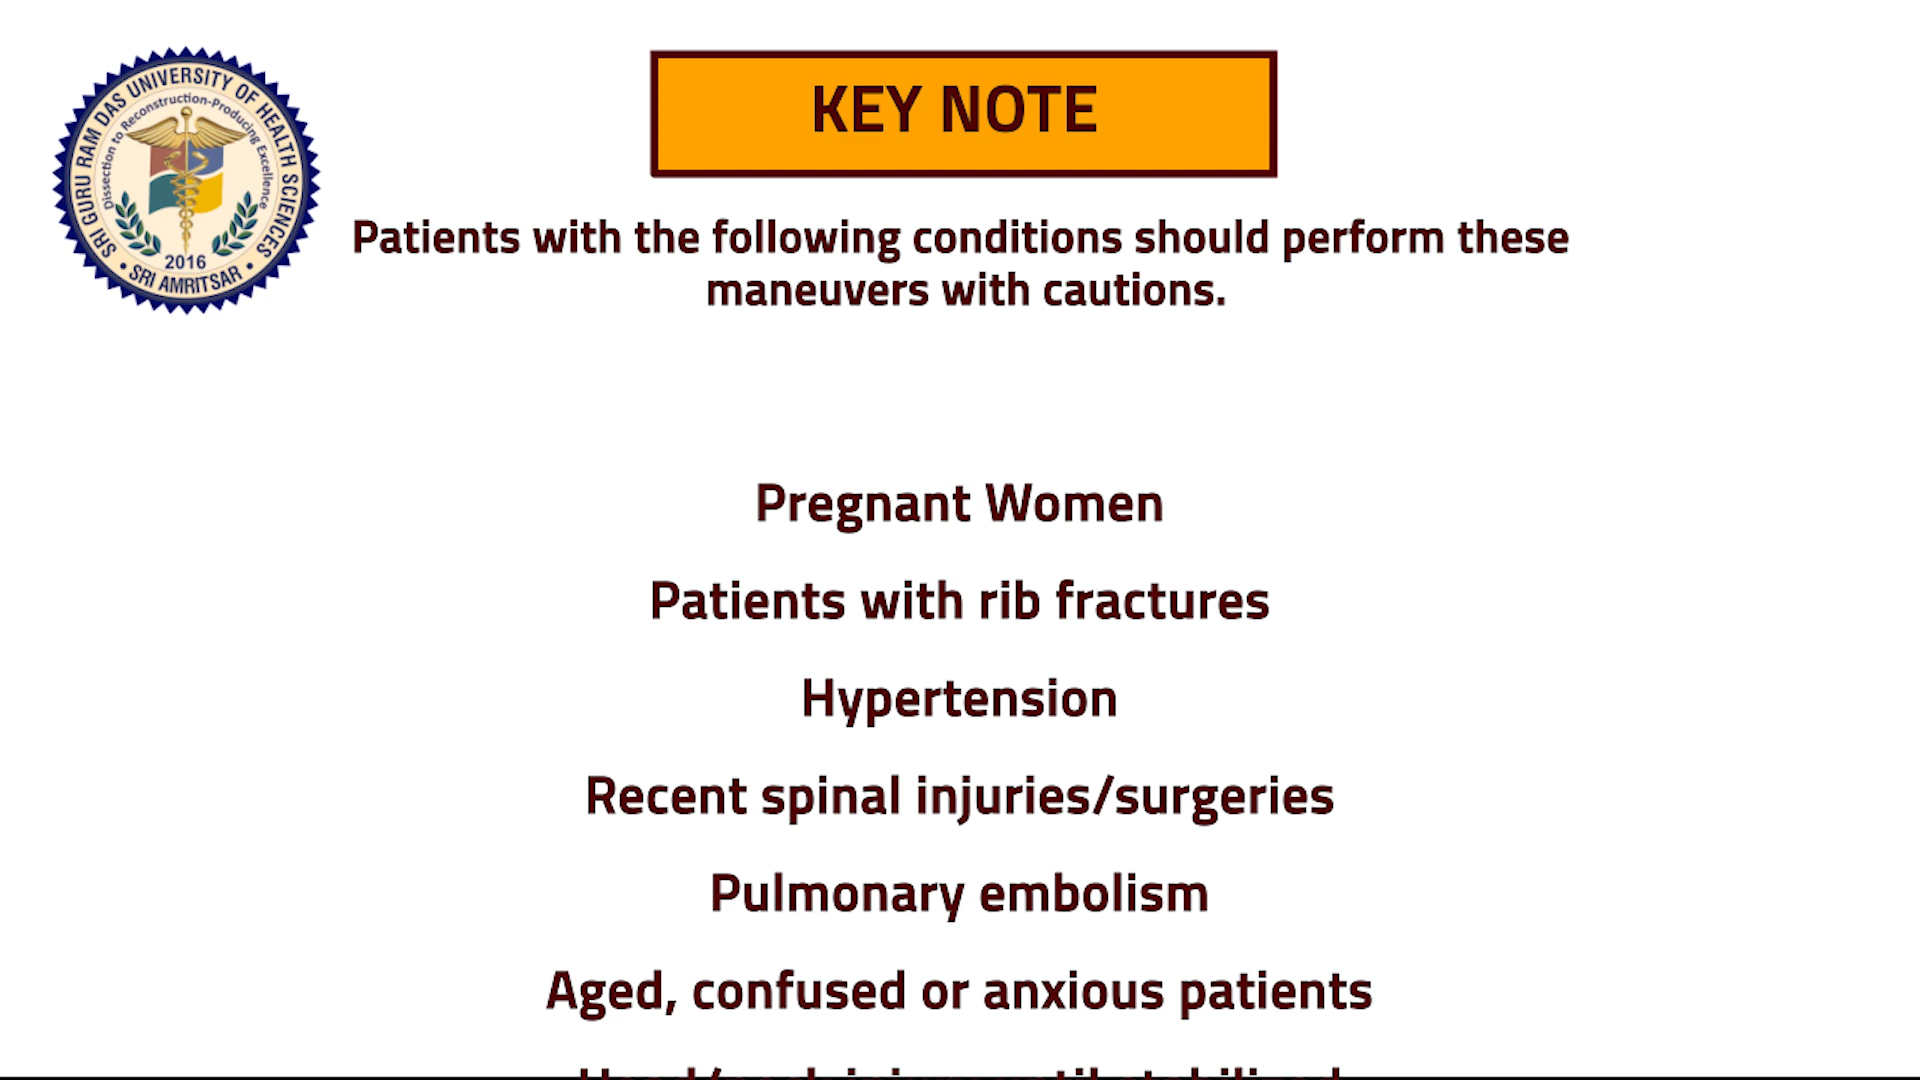 SRI GURU RAM DAS UNIVERSITY OF HEALTH SCIENCES
Dissection to Reconstruction-Producing Excellence
2016
• SRI AMRITSAR •
KEY NOTE
Patients with the following conditions should perform these
maneuvers with cautions.
Pregnant Women
Patients with rib fractures
Hypertension
Recent spinal injuries/surgeries
Pulmonary embolism
Aged, confused or anxious patients